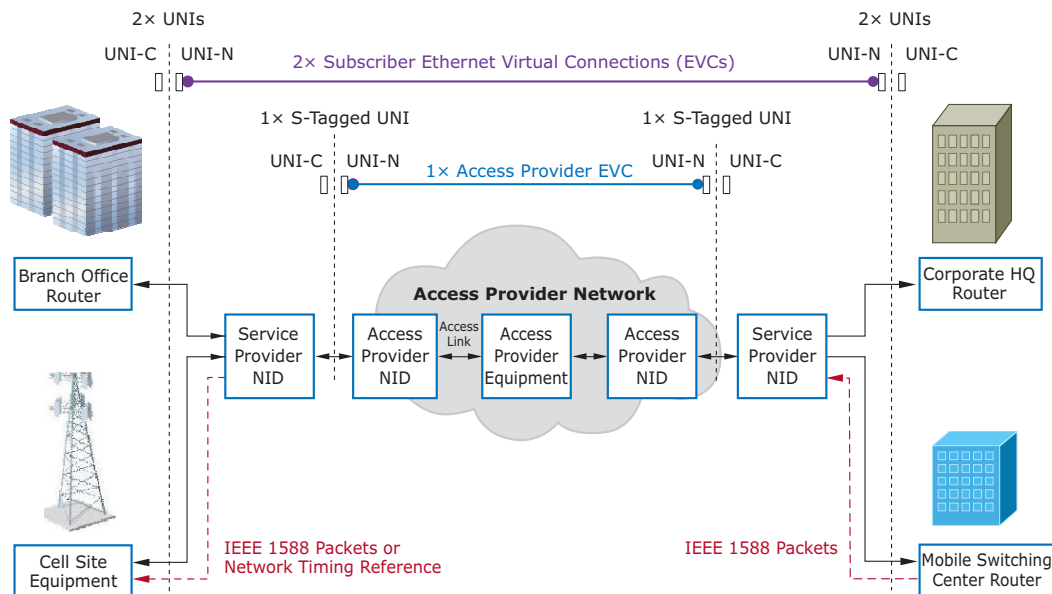 2× UNIs
2× UNIs
UNI-C
UNI-N
UNI-N
UNI-C
2× Subscriber Ethernet Virtual Connections (EVCs)
1× S-Tagged UNI
1× S-Tagged UNI
UNI-C
UNI-N
UNI-N
UNI-C
1× Access Provider EVC
Branch Office
Router
Corporate HQ
Router
Access Provider Network
Service
Provider
NID
Access
Provider
NID
Access
Link
Access
Provider
Equipment
Access
Provider
NID
Service
Provider
NID
IEEE 1588 Packets or
Network Timing Reference
IEEE 1588 Packets
Cell Site
Equipment
Mobile Switching
Center Router